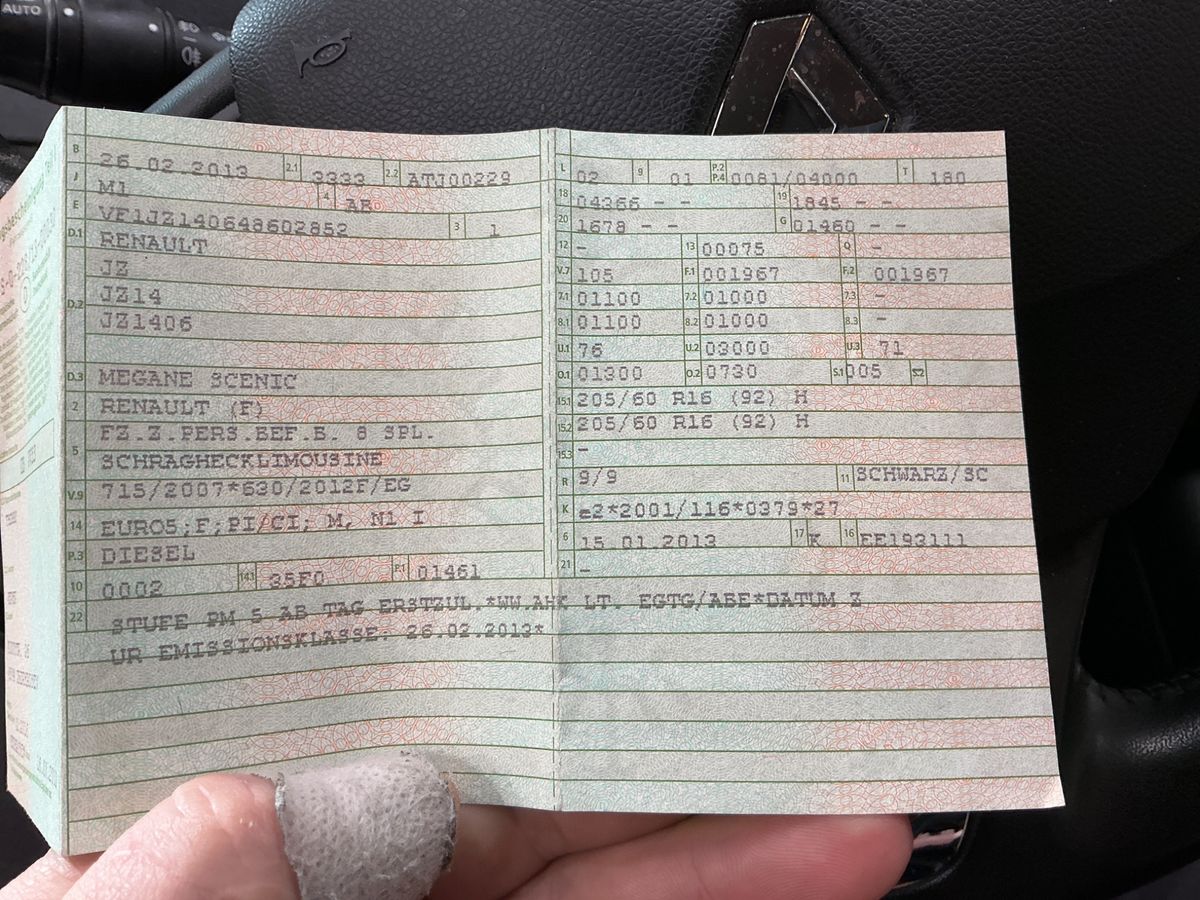 AUTO
B 26.02.2013 2.1 3333 2.2 ATJ00229
J M1 4 AB
E VF1JZ140648602852 3 1
D.1 RENAULT
JZ
D.2 JZ14
JZ1406
D.3 MEGANE SCENIC
2 RENAULT (F)
5 FZ.Z.PERS.BEF.B. 8 SPL.
SCHRAGHECKLIMOUSINE
V.9 715/2007*630/2012F/EG
14 EURO5;F;PI/CI; M, N1 I
P.3 DIESEL
10 0002 14.1 35F0 P.1 01461
22 STUFE PM 5 AB TAG ERSTZUL.*WW.AHK LT. EGTG/ABE*DATUM Z
UR EMISSIONSKLASSE: 26.02.2013*
L 02 9 01 P.2 P.4 0081/04000 T 180
18 04366 - - 19 1845 - -
20 1678 - - G 01460 - -
12 - 13 00075 Q -
V.7 105 F.1 001967 F.2 001967
7.1 01100 7.2 01000 7.3 -
8.1 01100 8.2 01000 8.3 -
U.1 76 U.2 03000 U.3 71
O.1 01300 O.2 0730 S.1 005 S.2
15.1 205/60 R16 (92) H
15.2 205/60 R16 (92) H
15.3 -
R 9/9 11 SCHWARZ/SC
K e2*2001/116*0379*27
6 15.01.2013 17 K 16 FE193111
21 -